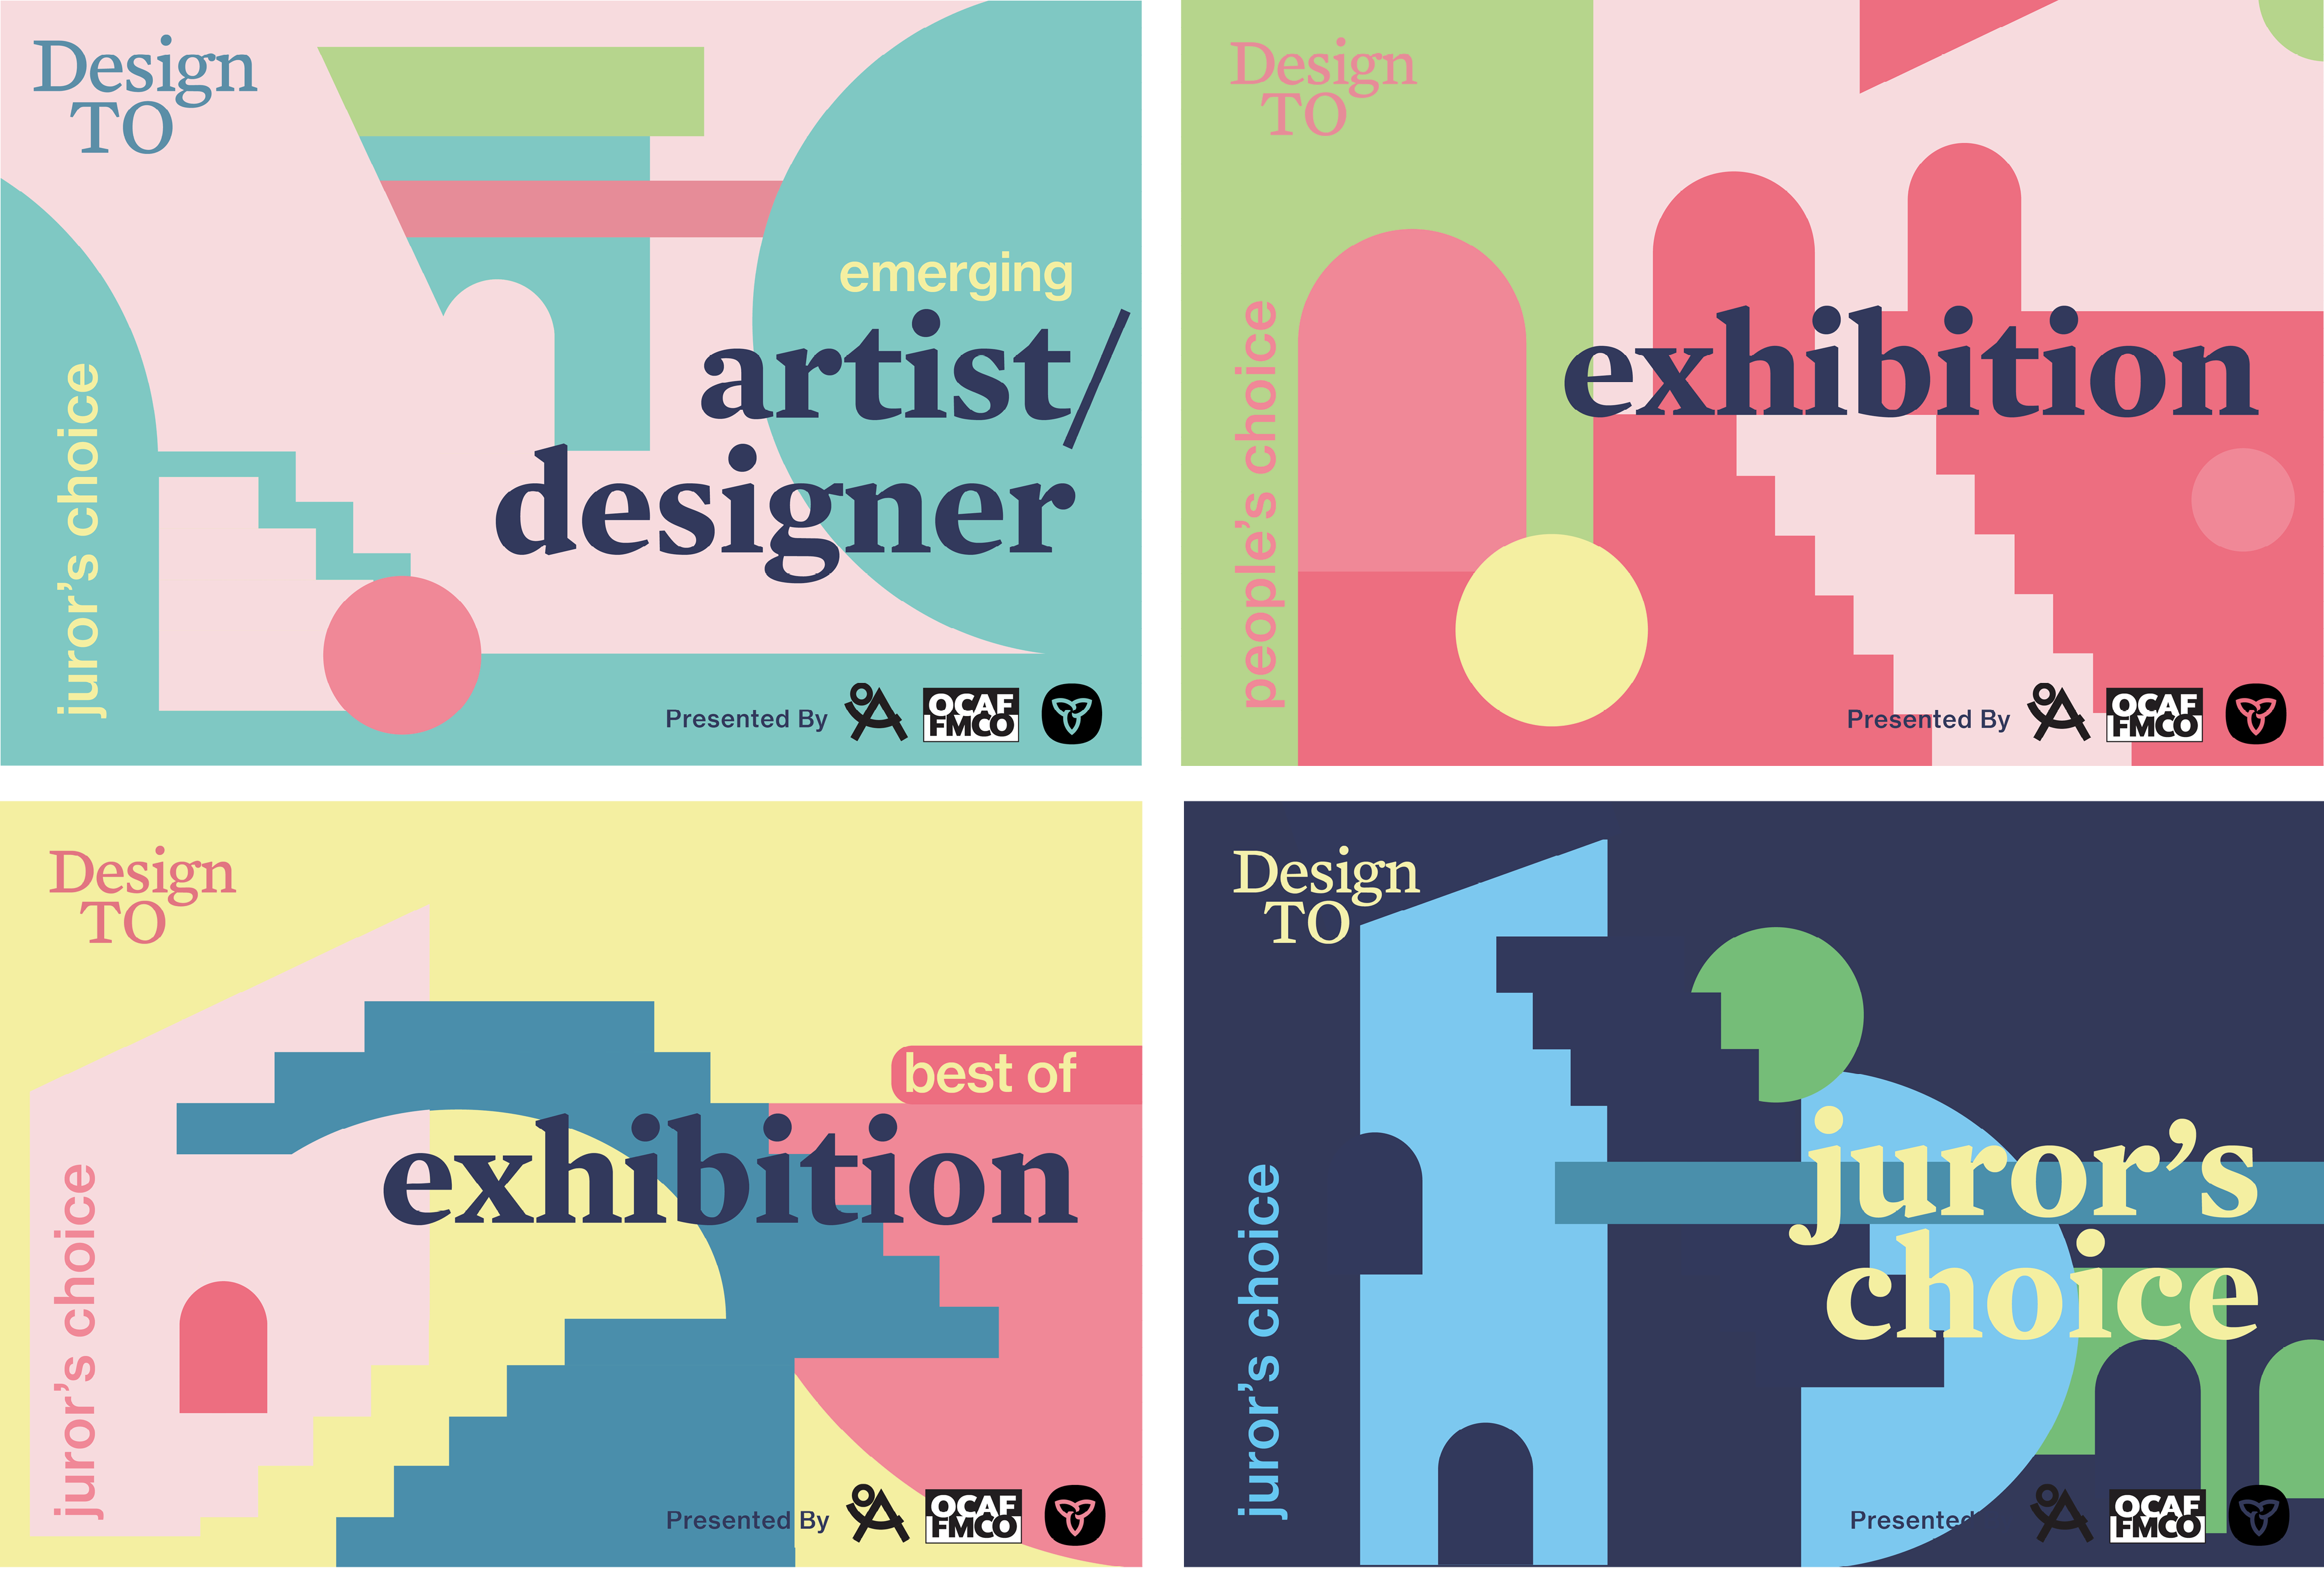 Design
TO
juror's choice
emerging
artist/
designer
Presented By
OCAF
FMCO
Design
TO
people's choice
exhibition
Presented By
OCAF
FMCO
Design
TO
juror's choice
best of
exhibition
Presented By
OCAF
FMCO
Design
TO
juror's choice
juror's
choice
Presented
OCAF
FMCO